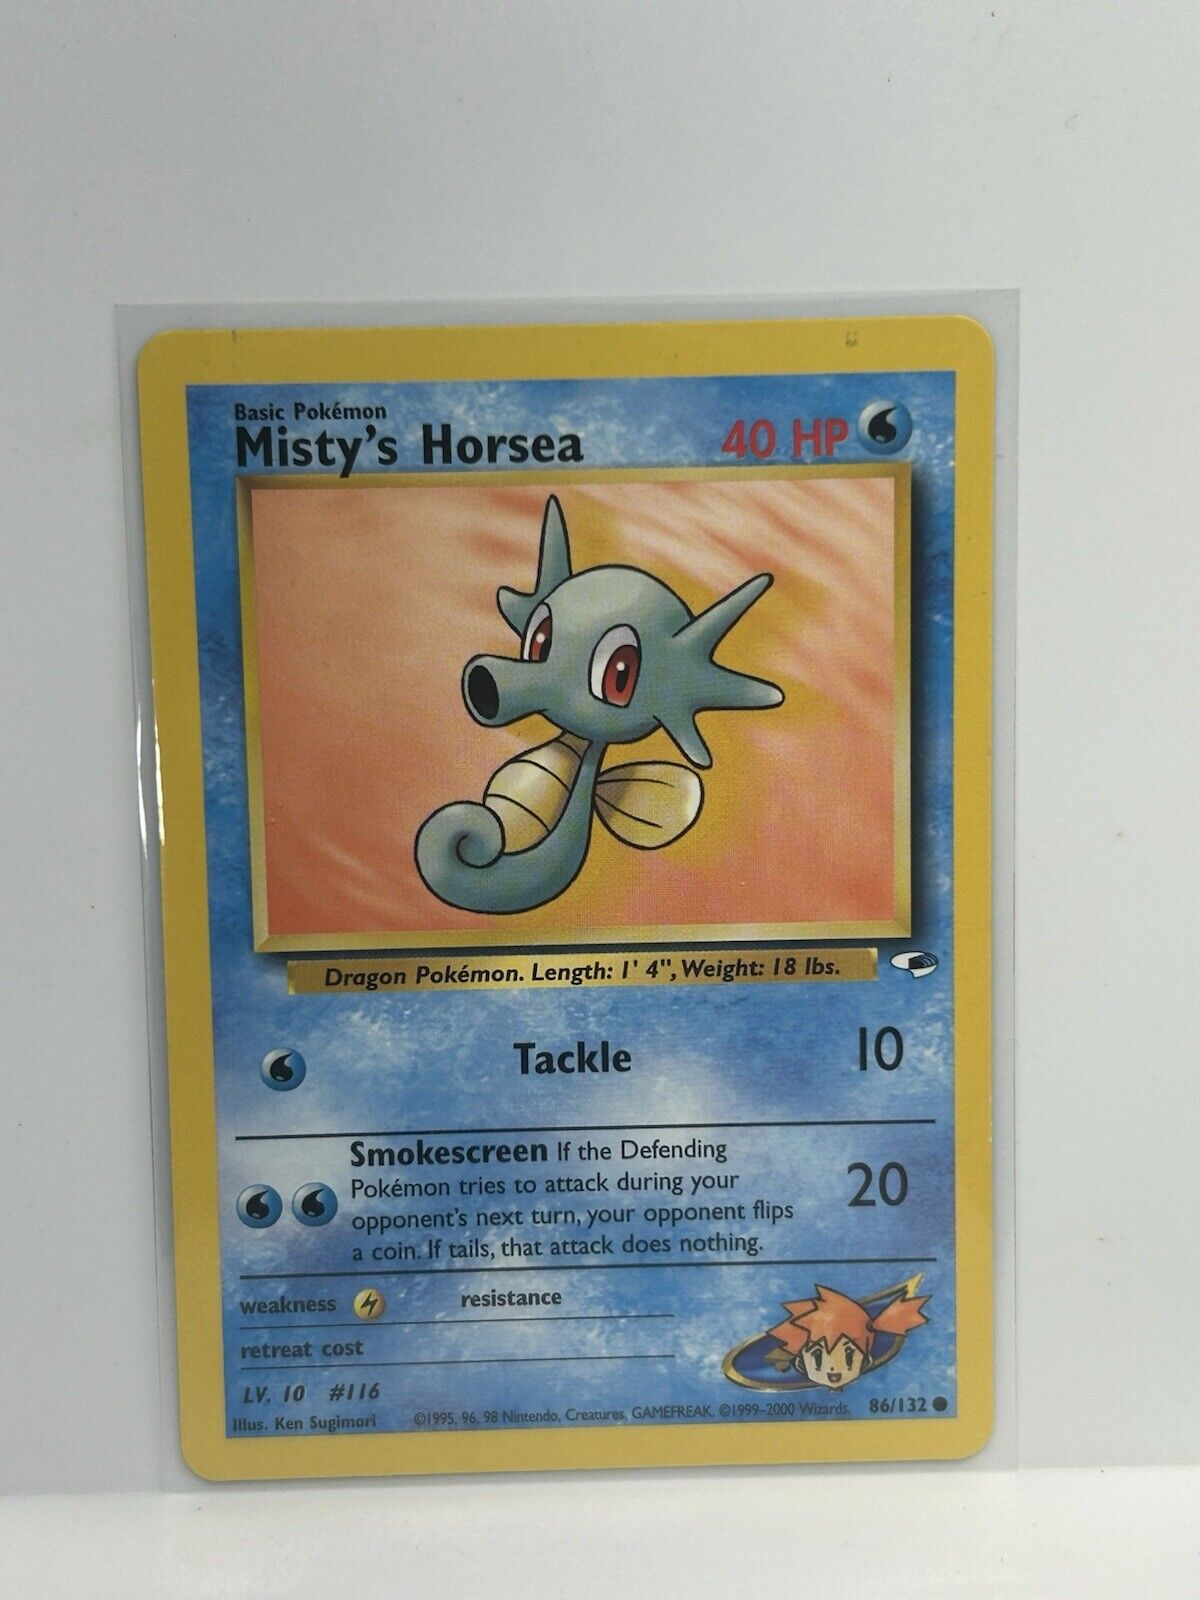 Basic Pokémon
Misty's Horsea
40 HP
Dragon Pokémon. Length: 1' 4", Weight: 18 lbs.
Tackle 10
Smokescreen If the Defending
Pokémon tries to attack during your
opponent's next turn, your opponent flips
a coin. If tails, that attack does nothing.
20
weakness resistance
retreat cost
LV. 10 #116
Illus. Ken Sugimori ©1995, 96, 98 Nintendo, Creatures, GAMEFREAK. ©1999–2000 Wizards. 86/132